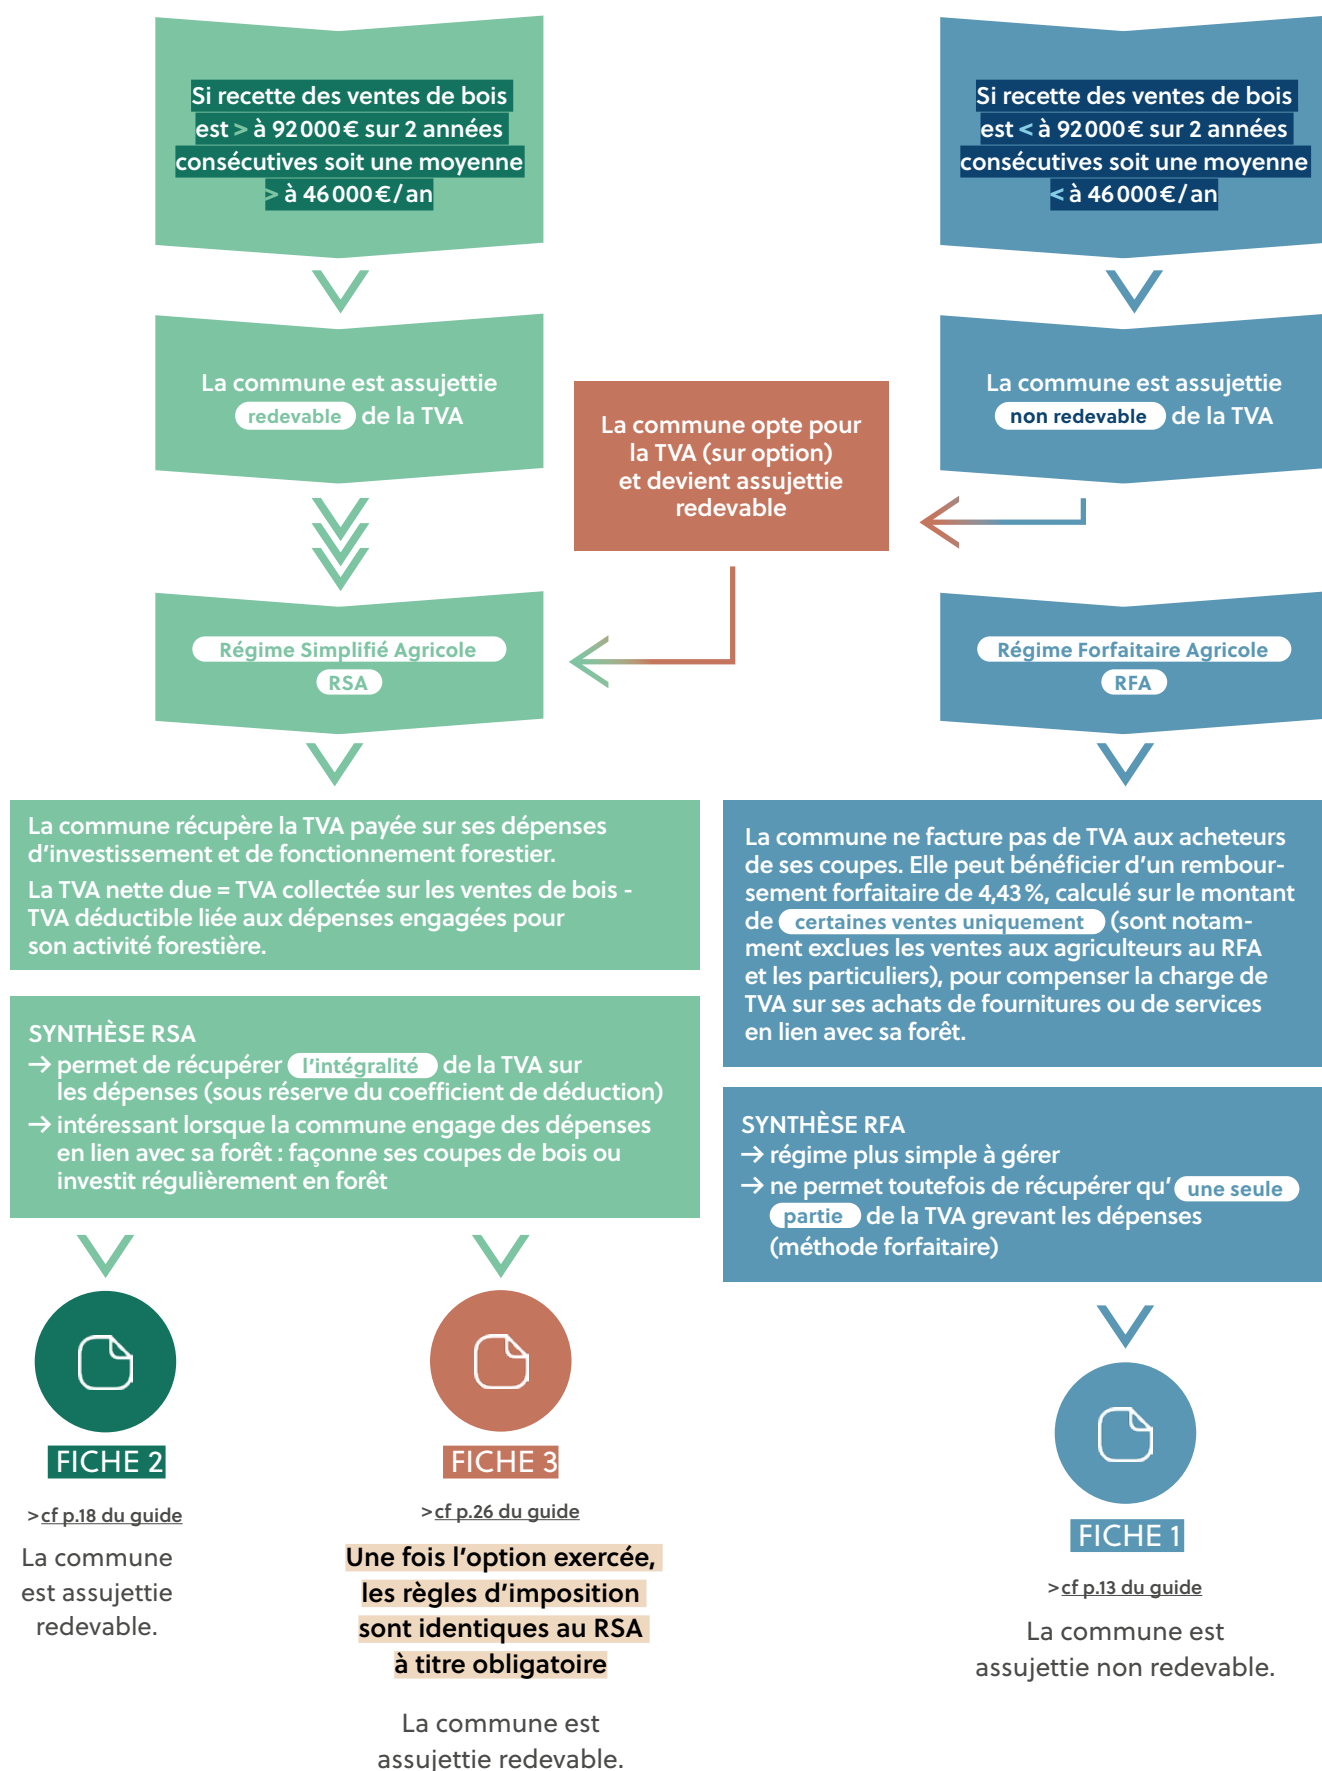 Si recette des ventes de bois
est > à 92 000 € sur 2 années
consécutives soit une moyenne
> à 46 000 € / an
Si recette des ventes de bois
est < à 92 000 € sur 2 années
consécutives soit une moyenne
< à 46 000 € / an
La commune est assujettie
redevable de la TVA
La commune opte pour
la TVA (sur option)
et devient assujettie
redevable
La commune est assujettie
non redevable de la TVA
Régime Simplifié Agricole
RSA
Régime Forfaitaire Agricole
RFA
La commune récupère la TVA payée sur ses dépenses
d’investissement et de fonctionnement forestier.
La TVA nette due = TVA collectée sur les ventes de bois -
TVA déductible liée aux dépenses engagées pour
son activité forestière.
SYNTHÈSE RSA
→ permet de récupérer l’intégralité de la TVA sur
les dépenses (sous réserve du coefficient de déduction)
→ intéressant lorsque la commune engage des dépenses
en lien avec sa forêt : façonne ses coupes de bois ou
investit régulièrement en forêt
La commune ne facture pas de TVA aux acheteurs
de ses coupes. Elle peut bénéficier d’un rembour-
sement forfaitaire de 4,43 %, calculé sur le montant
de certaines ventes uniquement (sont notam-
ment exclues les ventes aux agriculteurs au RFA
et les particuliers), pour compenser la charge de
TVA sur ses achats de fournitures ou de services
en lien avec sa forêt.
SYNTHÈSE RFA
→ régime plus simple à gérer
→ ne permet toutefois de récupérer qu’ une seule
partie de la TVA grevant les dépenses
(méthode forfaitaire)
FICHE 2
>cf p.18 du guide
La commune
est assujettie
redevable.
FICHE 3
>cf p.26 du guide
Une fois l’option exercée,
les règles d’imposition
sont identiques au RSA
à titre obligatoire
La commune est
assujettie redevable.
FICHE 1
>cf p.13 du guide
La commune est
assujettie non redevable.